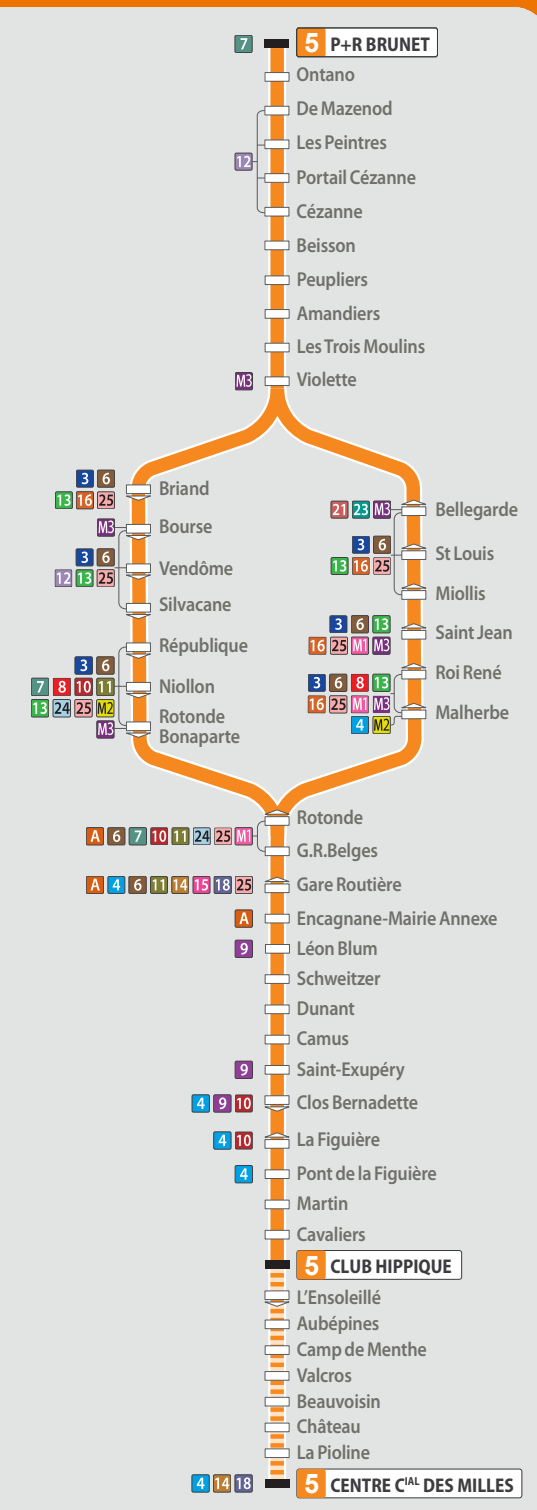 7 5 P+R BRUNET
Ontano
De Mazenod
Les Peintres
12
Portail Cézanne
Cézanne
Beisson
Peupliers
Amandiers
Les Trois Moulins
M3 Violette
3 6
13 16 25
Briand
M3 Bourse
3 6
12 13 25
Vendôme
Silvacane
République
3 6
7 8 10 11
13 24 25 M2
Niollon
M3
Rotonde
Bonaparte
21 23 M3 Bellegarde
3 6
13 16 25
St Louis
Miollis
3 6 13
16 25 M1 M3
Saint Jean
Roi René
3 6 8 13
16 25 M1 M3
4 M2
Malherbe
Rotonde
A 6 7 10 11 24 25 M1
G.R.Belges
A 4 6 11 14 15 18 25 Gare Routière
A Encagnane-Mairie Annexe
9 Léon Blum
Schweitzer
Dunant
Camus
9 Saint-Exupéry
4 9 10 Clos Bernadette
4 10 La Figuière
4 Pont de la Figuière
Martin
Cavaliers
5 CLUB HIPPIQUE
L'Ensoleillé
Aubépines
Camp de Menthe
Valcros
Beauvoisin
Château
La Pioline
4 14 18 5 CENTRE CIAL DES MILLES